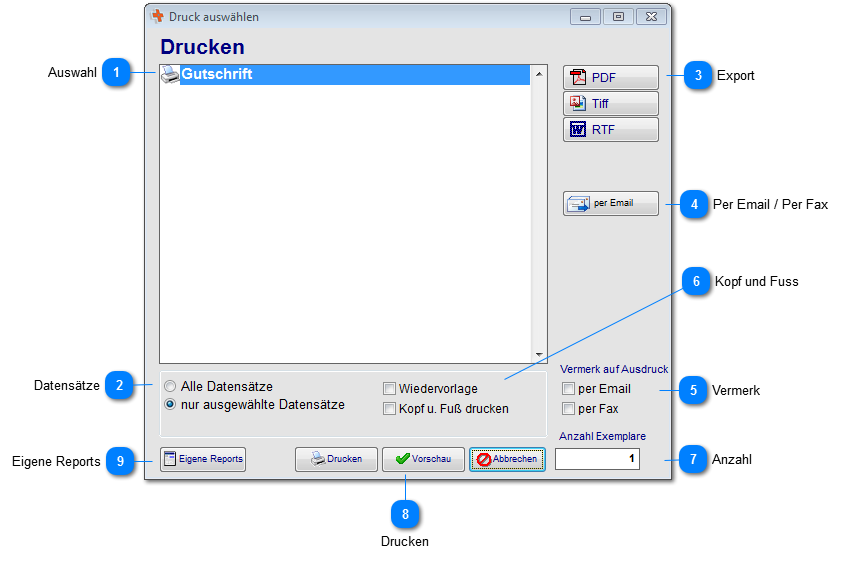 Druck auswählen
Drucken
Auswahl 1
Gutschrift
PDF
3 Export
Tiff
RTF
per Email
4 Per Email / Per Fax
6 Kopf und Fuss
Vermerk auf Ausdruck
Datensätze 2
Alle Datensätze
Wiedervorlage
per Email
5 Vermerk
nur ausgewählte Datensätze
Kopf u. Fuß drucken
per Fax
Anzahl Exemplare
Eigene Reports 9
Eigene Reports
Drucken
Vorschau
Abbrechen
1
7 Anzahl
8
Drucken